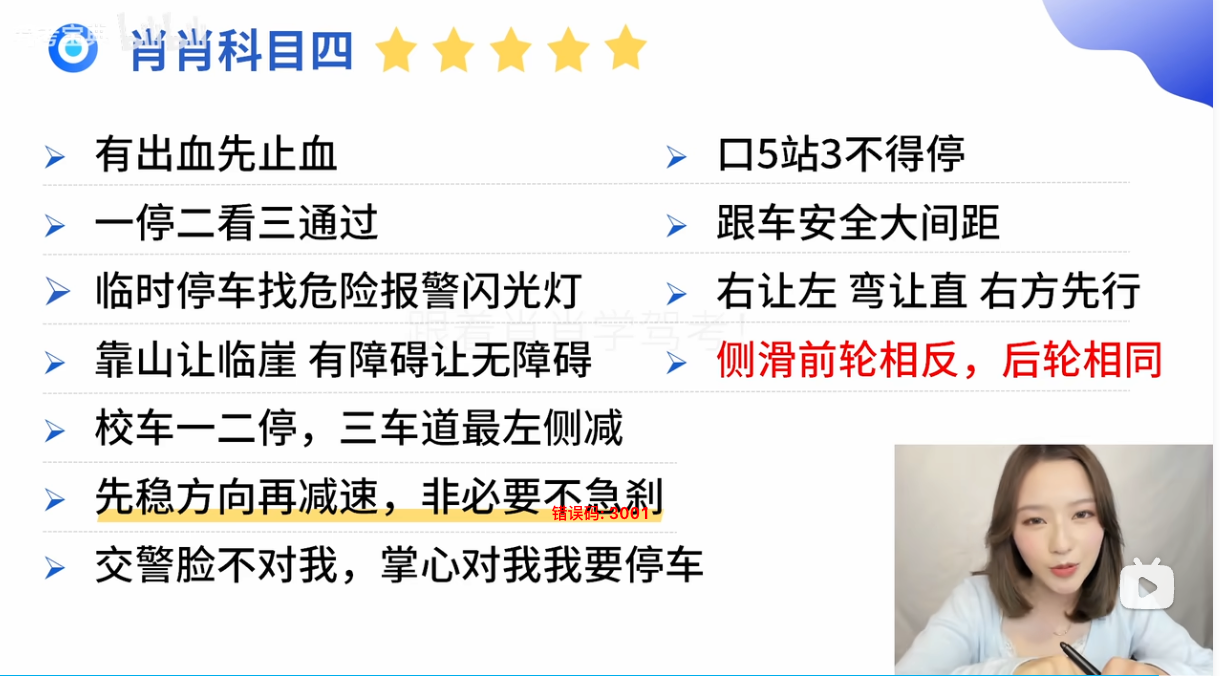 肖肖科目四
有出血先止血
一停二看三通过
临时停车找危险报警闪光灯
靠山让临崖 有障碍让无障碍
校车一二停，三车道最左侧减
先稳方向再减速，非必要不急刹
错误码: 3001
交警脸不对我，掌心对我我要停车
口5站3不得停
跟车安全大间距
右让左 弯让直 右方先行
侧滑前轮相反，后轮相同
跟着肖肖学驾考！